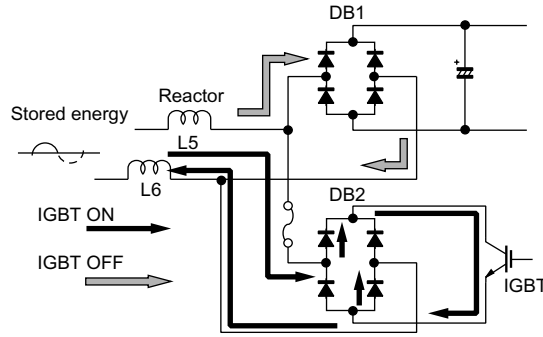 DB1
+
Reactor
Stored energy
L5
L6
DB2
IGBT ON
IGBT OFF
IGBT